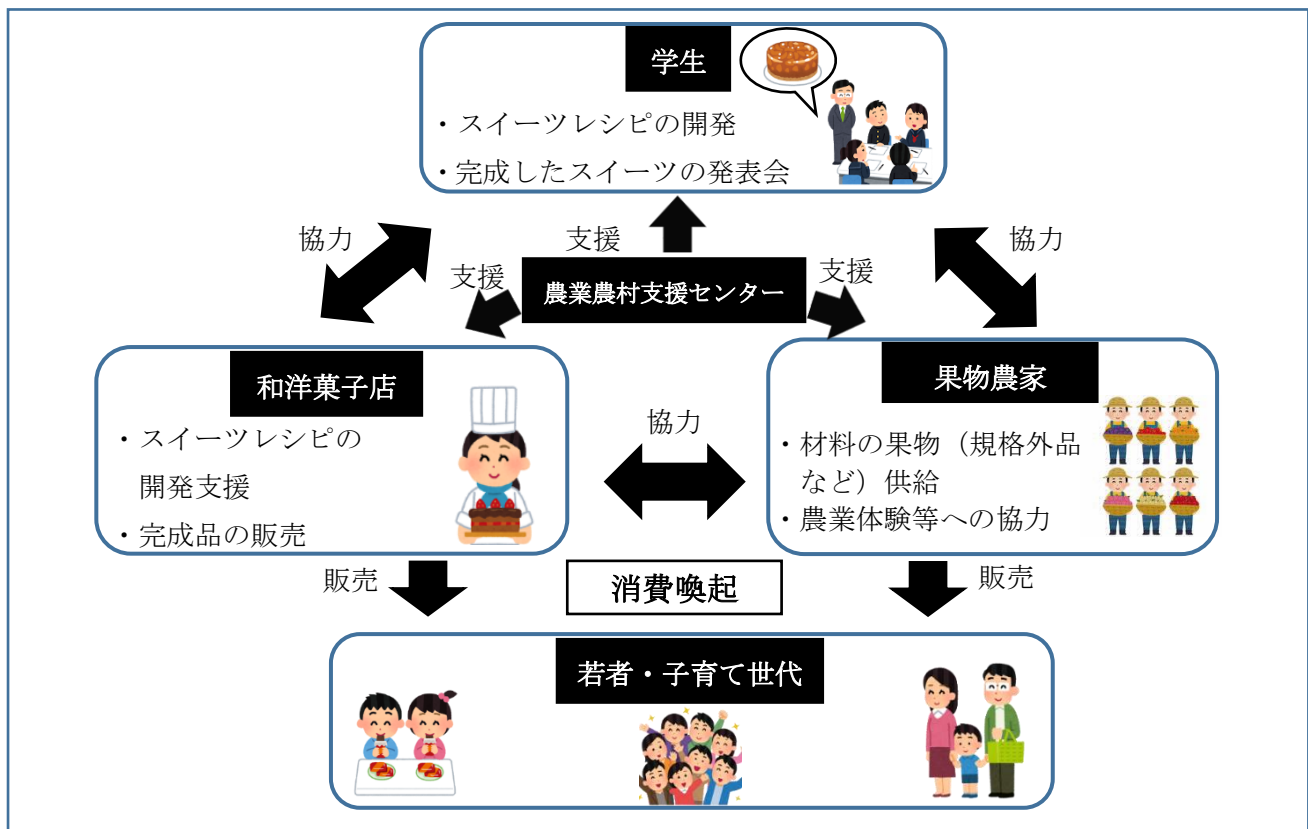 学生
・スイーツレシピの開発
・完成したスイーツの発表会
協力
支援
協力
支援
農業農村支援センター
支援
和洋菓子店
・スイーツレシピの
開発支援
・完成品の販売
協力
果物農家
・材料の果物（規格外品
など）供給
・農業体験等への協力
販売
消費喚起
販売
若者・子育て世代